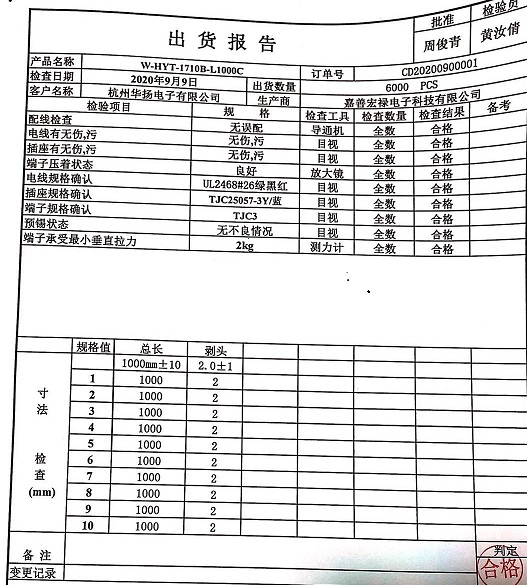 出货报告
批准 检验员
周俊青 黄汝俏
产品名称 W-HYT-1710B-L1000C 订单号 CD20200900001
检查日期 2020年9月9日 出货数量 6000 PCS
客户名称 杭州华扬电子有限公司 生产商 嘉善宏禄电子科技有限公司
检验项目 规格 检查工具 检查数量 检查结果 备考
配线检查 无误配 导通机 全数 合格
电线有无伤,污 无伤,污 目视 全数 合格
插座有无伤,污 无伤,污 目视 全数 合格
端子压着状态 良好 放大镜 全数 合格
电线规格确认 UL2468#26绿黑红 目视 全数 合格
插座规格确认 TJC25057-3Y/蓝 目视 全数 合格
端子规格确认 TJC3 目视 全数 合格
预锡状态 无不良情况 目视 全数 合格
端子承受最小垂直拉力 2kg 测力计 全数 合格
寸法检查(mm)
规格值 总长 剥头
1000mm±10 2.0±1
1 1000 2
2 1000 2
3 1000 2
4 1000 2
5 1000 2
6 1000 2
7 1000 2
8 1000 2
9 1000 2
10 1000 2
备注 判定
变更记录 合格